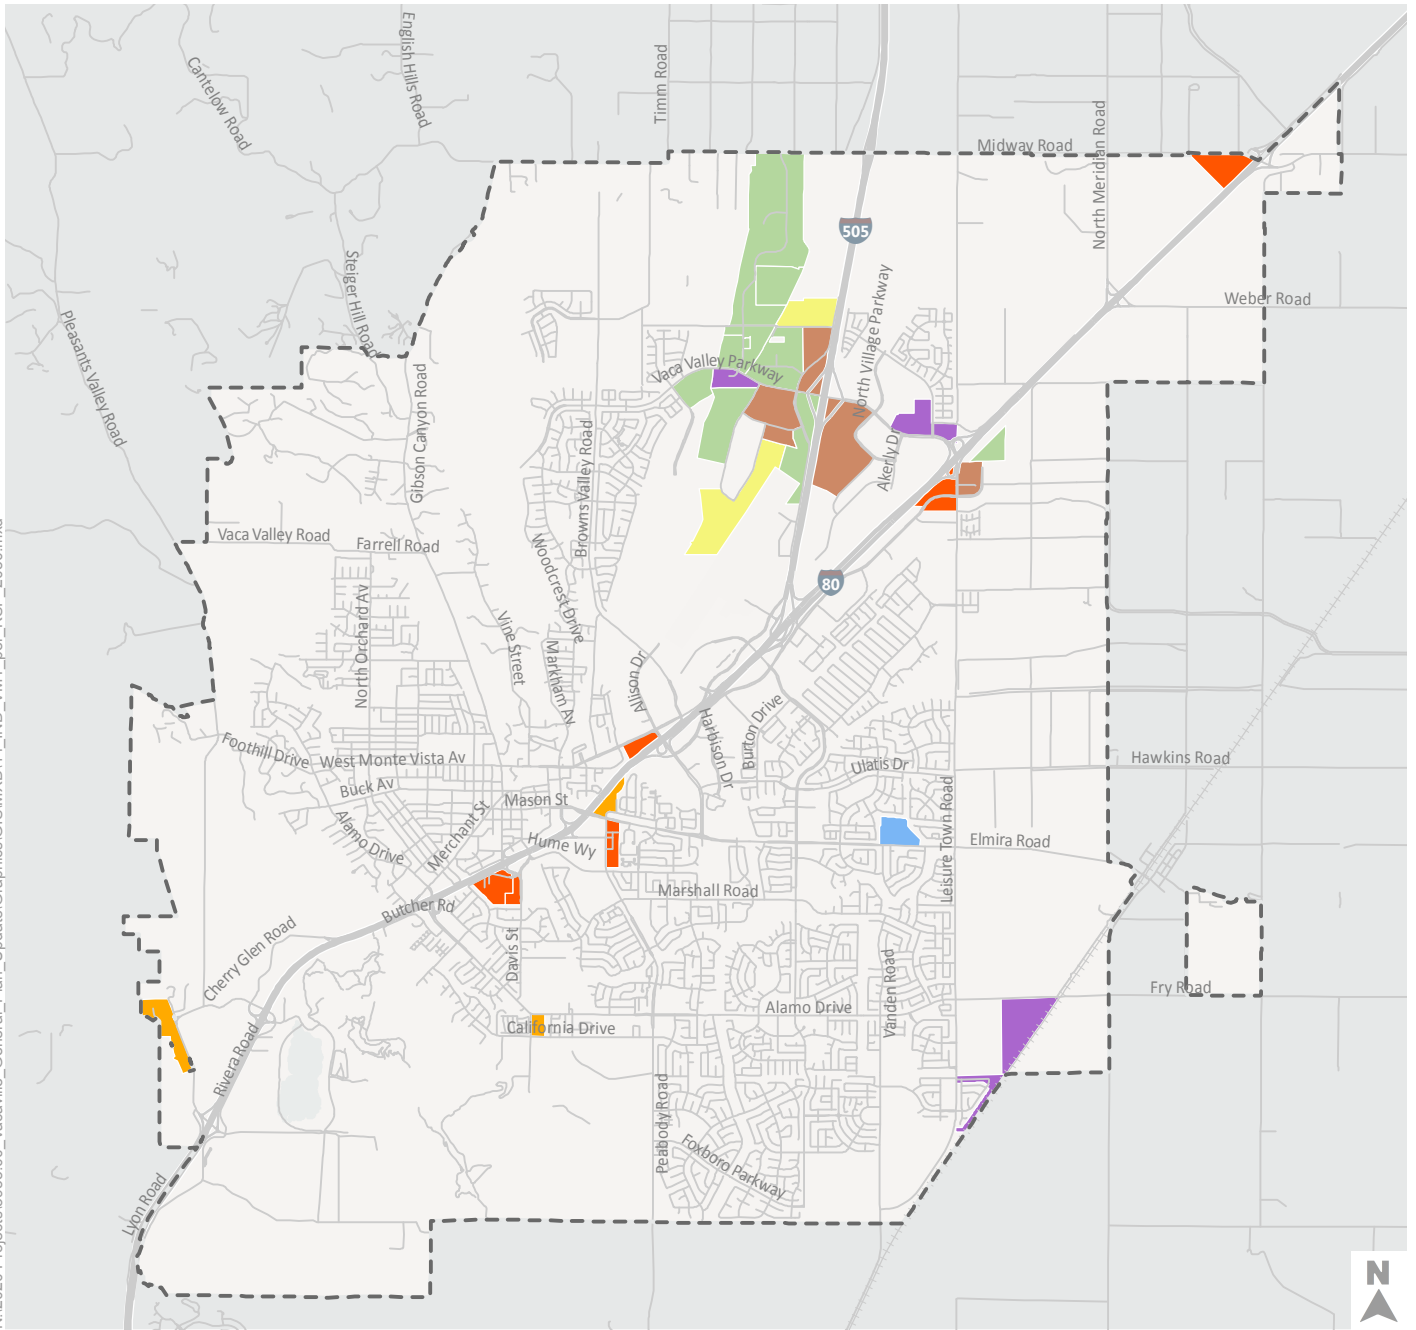 English Hills Road
Cantelow Road
Timm Road
Midway Road
North Meridian Road
505
Steiger Hill Road
North Village Parkway
Weber Road
Pleasants Valley Road
Vaca Valley Parkway
Gibson Canyon Road
Browns Valley Road
Akerly Dr
Vaca Valley Road
Farrell Road
Woodcrest Drive
80
North Orchard Av
Vine Street
Markham Av
Allison Dr
Harbison Dr
Burton Drive
Foothill Drive
West Monte Vista Av
Ulatis Dr
Hawkins Road
Buck Av
Mason St
Merchant St
Alamo Drive
Hume Wy
Leisure Town Road
Elmira Road
Marshall Road
Butcher Rd
Davis St
Cherry Glen Road
Vanden Road
Fry Road
Alamo Drive
California Drive
Rivera Road
Peabody Road
Foxboro Parkway
Lyon Road
N